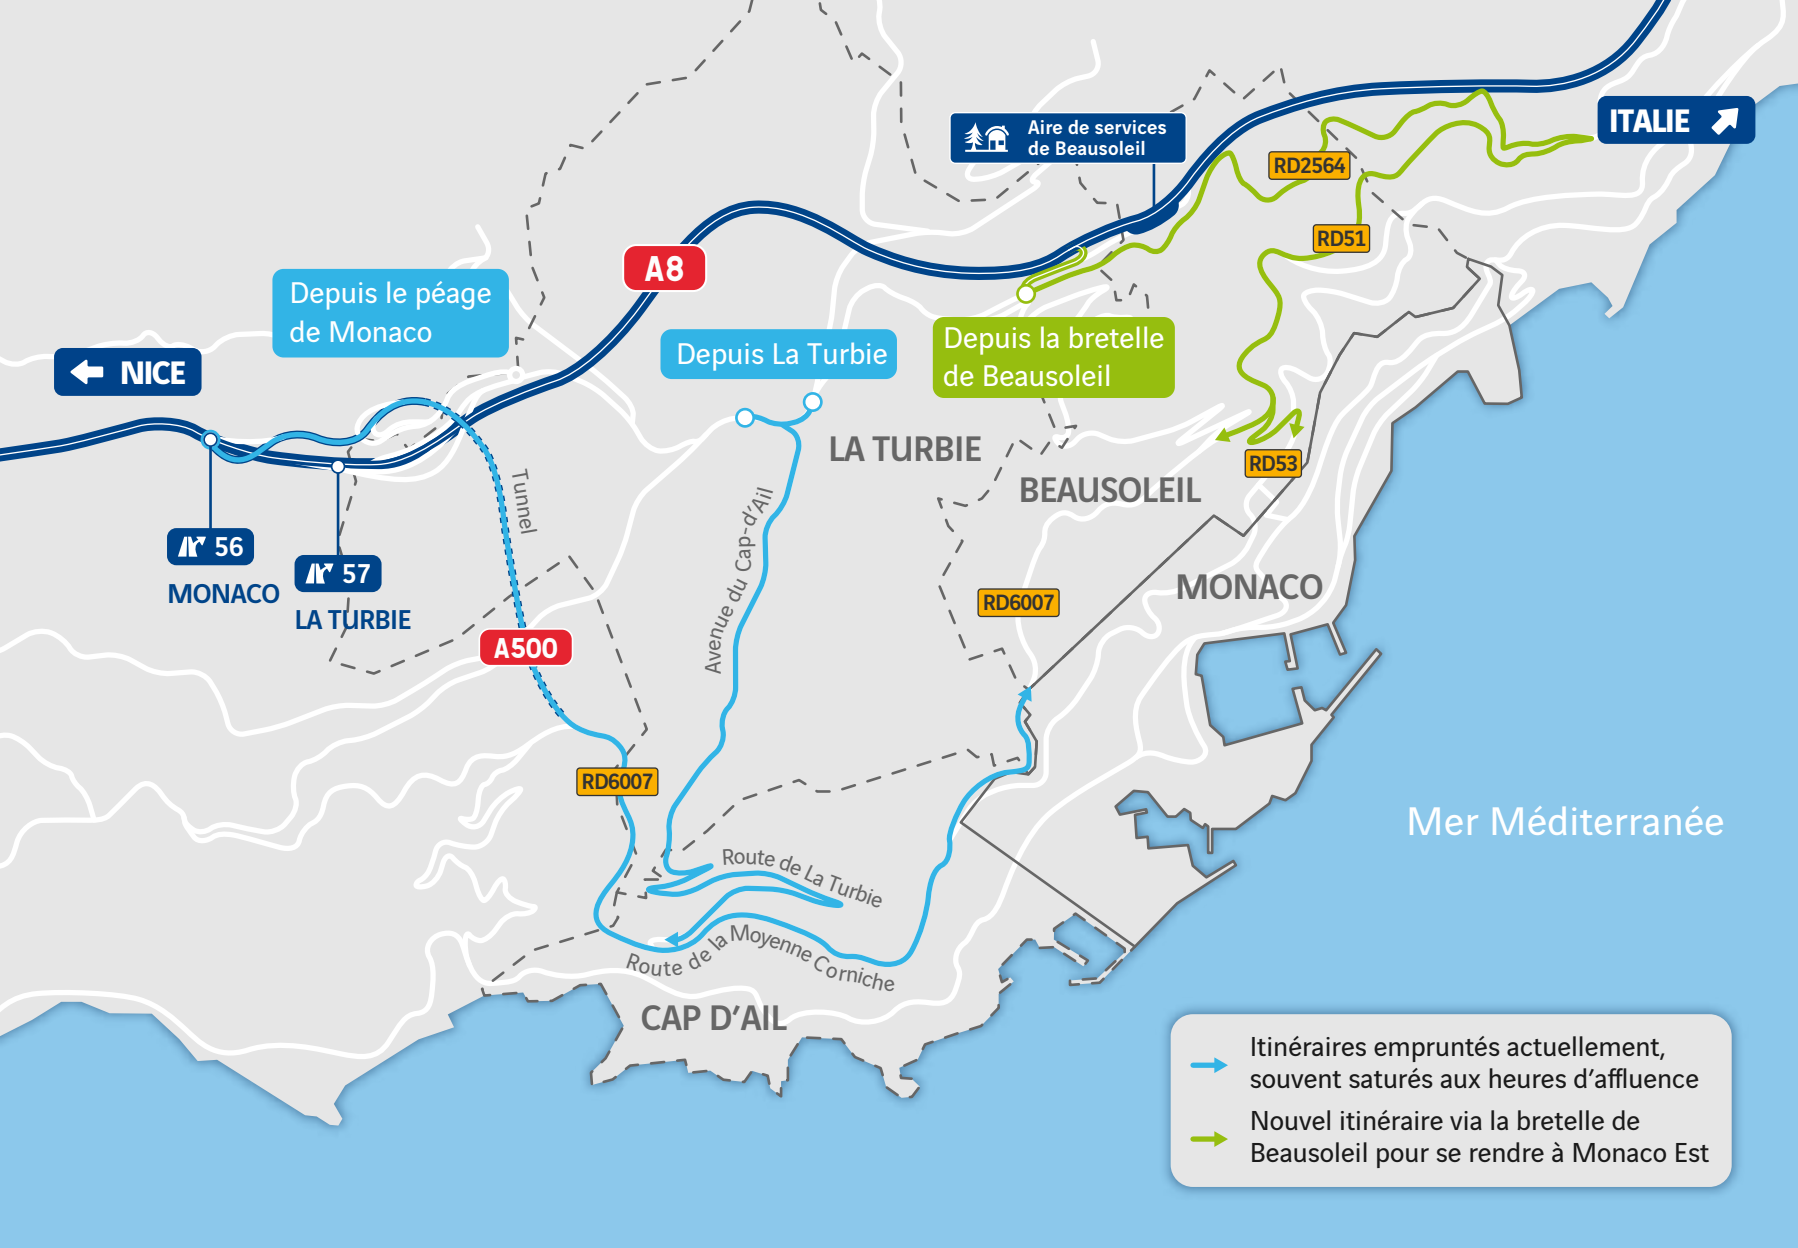 ITALIE
Aire de services
de Beausoleil
RD2564
RD51
A8
Depuis le péage
de Monaco
NICE
Depuis La Turbie
Depuis la bretelle
de Beausoleil
LA TURBIE
BEAUSOLEIL
RD53
Tunnel
Avenue du Cap-d'Ail
56
MONACO
57
LA TURBIE
MONACO
RD6007
A500
RD6007
Mer Méditerranée
Route de La Turbie
Route de la Moyenne Corniche
CAP D'AIL
Itinéraires empruntés actuellement,
souvent saturés aux heures d'affluence
Nouvel itinéraire via la bretelle de
Beausoleil pour se rendre à Monaco Est